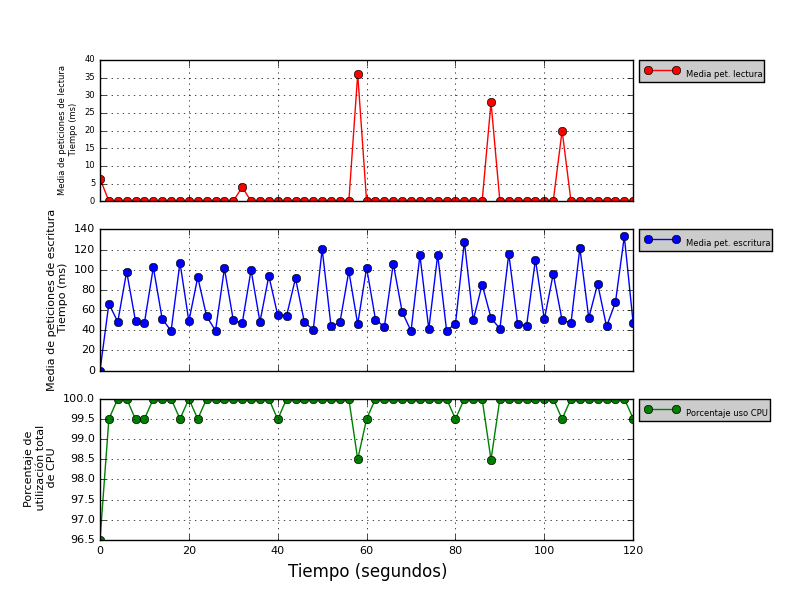 Media de peticiones de lectura
Tiempo (ms)
40
35
30
25
20
15
10
5
0
Media pet. lectura
Media de peticiones de escritura
Tiempo (ms)
140
120
100
80
60
40
20
0
Media pet. escritura
Porcentaje de
utilización total
de CPU
100.0
99.5
99.0
98.5
98.0
97.5
97.0
96.5
Porcentaje uso CPU
0 20 40 60 80 100 120
Tiempo (segundos)